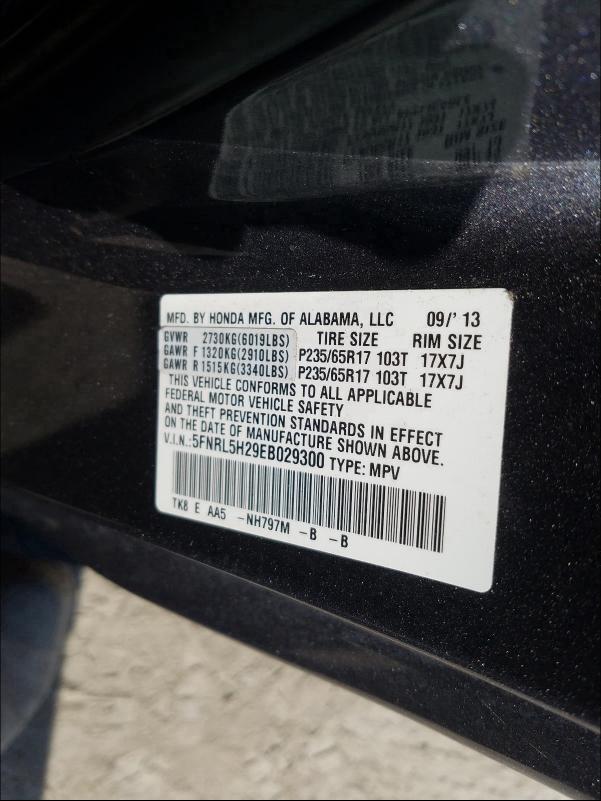 MFD. BY HONDA MFG. OF ALABAMA, LLC 09/'13
GVWR 2730KG(6019LBS) TIRE SIZE RIM SIZE
GAWR F 1320KG(2910LBS) P235/65R17 103T 17X7J
GAWR R 1515KG(3340LBS) P235/65R17 103T 17X7J
THIS VEHICLE CONFORMS TO ALL APPLICABLE
FEDERAL MOTOR VEHICLE SAFETY
AND THEFT PREVENTION STANDARDS IN EFFECT
ON THE DATE OF MANUFACTURE SHOWN ABOVE.
V.I.N.:5FNRL5H29EB029300 TYPE: MPV
TK8 E AA5 -NH797M -B -B